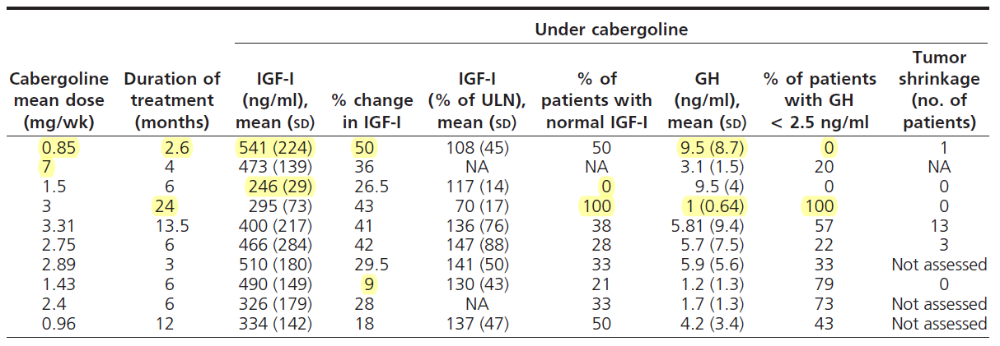 Under cabergoline
Tumor
Cabergoline Duration of IGF-I IGF-I % of GH % of patients shrinkage
mean dose treatment (ng/ml), % change (% of ULN), patients with (ng/ml), with GH (no. of
(mg/wk) (months) mean (SD) in IGF-I mean (SD) normal IGF-I mean (SD) < 2.5 ng/ml patients)
0.85 2.6 541 (224) 50 108 (45) 50 9.5 (8.7) 0 1
7 4 473 (139) 36 NA NA 3.1 (1.5) 20 NA
1.5 6 246 (29) 26.5 117 (14) 0 9.5 (4) 0 0
3 24 295 (73) 43 70 (17) 100 1 (0.64) 100 0
3.31 13.5 400 (217) 41 136 (76) 38 5.81 (9.4) 57 13
2.75 6 466 (284) 42 147 (88) 28 5.7 (7.5) 22 3
2.89 3 510 (180) 29.5 141 (50) 33 5.9 (5.6) 33 Not assessed
1.43 6 490 (149) 9 130 (43) 21 1.2 (1.3) 79 0
2.4 6 326 (179) 28 NA 33 1.7 (1.3) 73 Not assessed
0.96 12 334 (142) 18 137 (47) 50 4.2 (3.4) 43 Not assessed